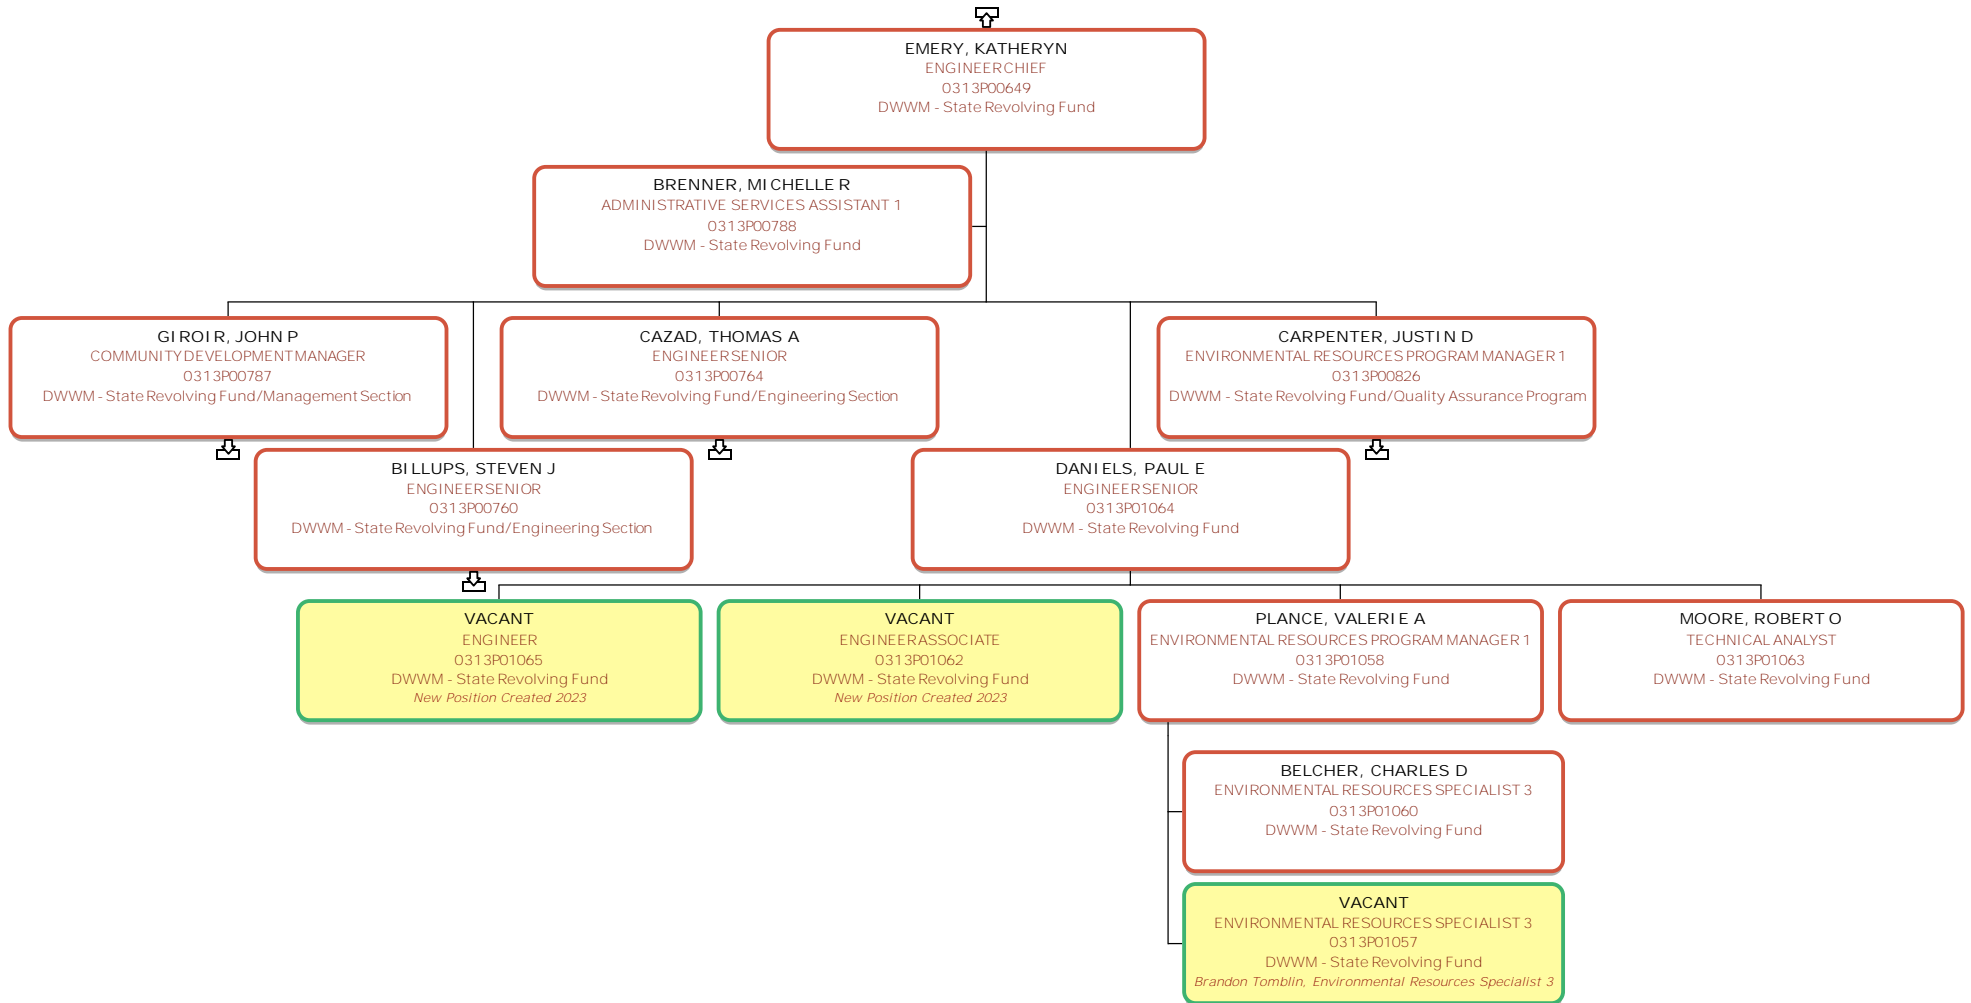 EMERY, KATHERYN
ENGINEER CHIEF
0313P00649
DWWM - State Revolving Fund
BRENNER, MICHELLE R
ADMINISTRATIVE SERVICES ASSISTANT 1
0313P00788
DWWM - State Revolving Fund
GIROIR, JOHN P
COMMUNITY DEVELOPMENT MANAGER
0313P00787
DWWM - State Revolving Fund/Management Section
CAZAD, THOMAS A
ENGINEER SENIOR
0313P00764
DWWM - State Revolving Fund/Engineering Section
CARPENTER, JUSTIN D
ENVIRONMENTAL RESOURCES PROGRAM MANAGER 1
0313P00826
DWWM - State Revolving Fund/Quality Assurance Program
BILLUPS, STEVEN J
ENGINEER SENIOR
0313P00760
DWWM - State Revolving Fund/Engineering Section
DANIELS, PAUL E
ENGINEER SENIOR
0313P01064
DWWM - State Revolving Fund
VACANT
ENGINEER
0313P01065
DWWM - State Revolving Fund
New Position Created 2023
VACANT
ENGINEER ASSOCIATE
0313P01062
DWWM - State Revolving Fund
New Position Created 2023
PLANCE, VALERIE A
ENVIRONMENTAL RESOURCES PROGRAM MANAGER 1
0313P01058
DWWM - State Revolving Fund
MOORE, ROBERT O
TECHNICAL ANALYST
0313P01063
DWWM - State Revolving Fund
BELCHER, CHARLES D
ENVIRONMENTAL RESOURCES SPECIALIST 3
0313P01060
DWWM - State Revolving Fund
VACANT
ENVIRONMENTAL RESOURCES SPECIALIST 3
0313P01057
DWWM - State Revolving Fund
Brandon Tomblin, Environmental Resources Specialist 3